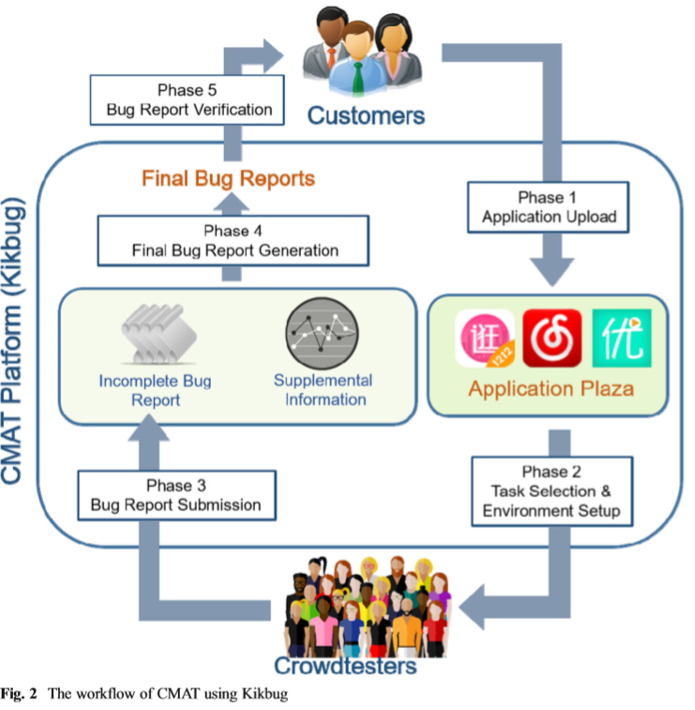 Phase 5
Bug Report Verification
Customers
Final Bug Reports
Phase 1
Application Upload
Phase 4
Final Bug Report Generation
CMAT Platform (Kikbug)
逛
1212
优
Incomplete Bug
Report
Supplemental
Information
Application Plaza
Phase 3
Bug Report Submission
Phase 2
Task Selection &
Environment Setup
Crowdtesters
Fig. 2 The workflow of CMAT using Kikbug